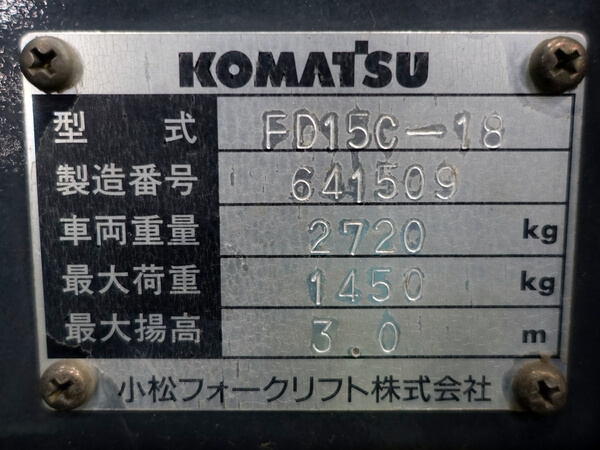 KOMATSU
型 式 FD15C-18
製造番号 641509
車両重量 2720 kg
最大荷重 1450 kg
最大揚高 3.0 m
小松フォークリフト株式会社